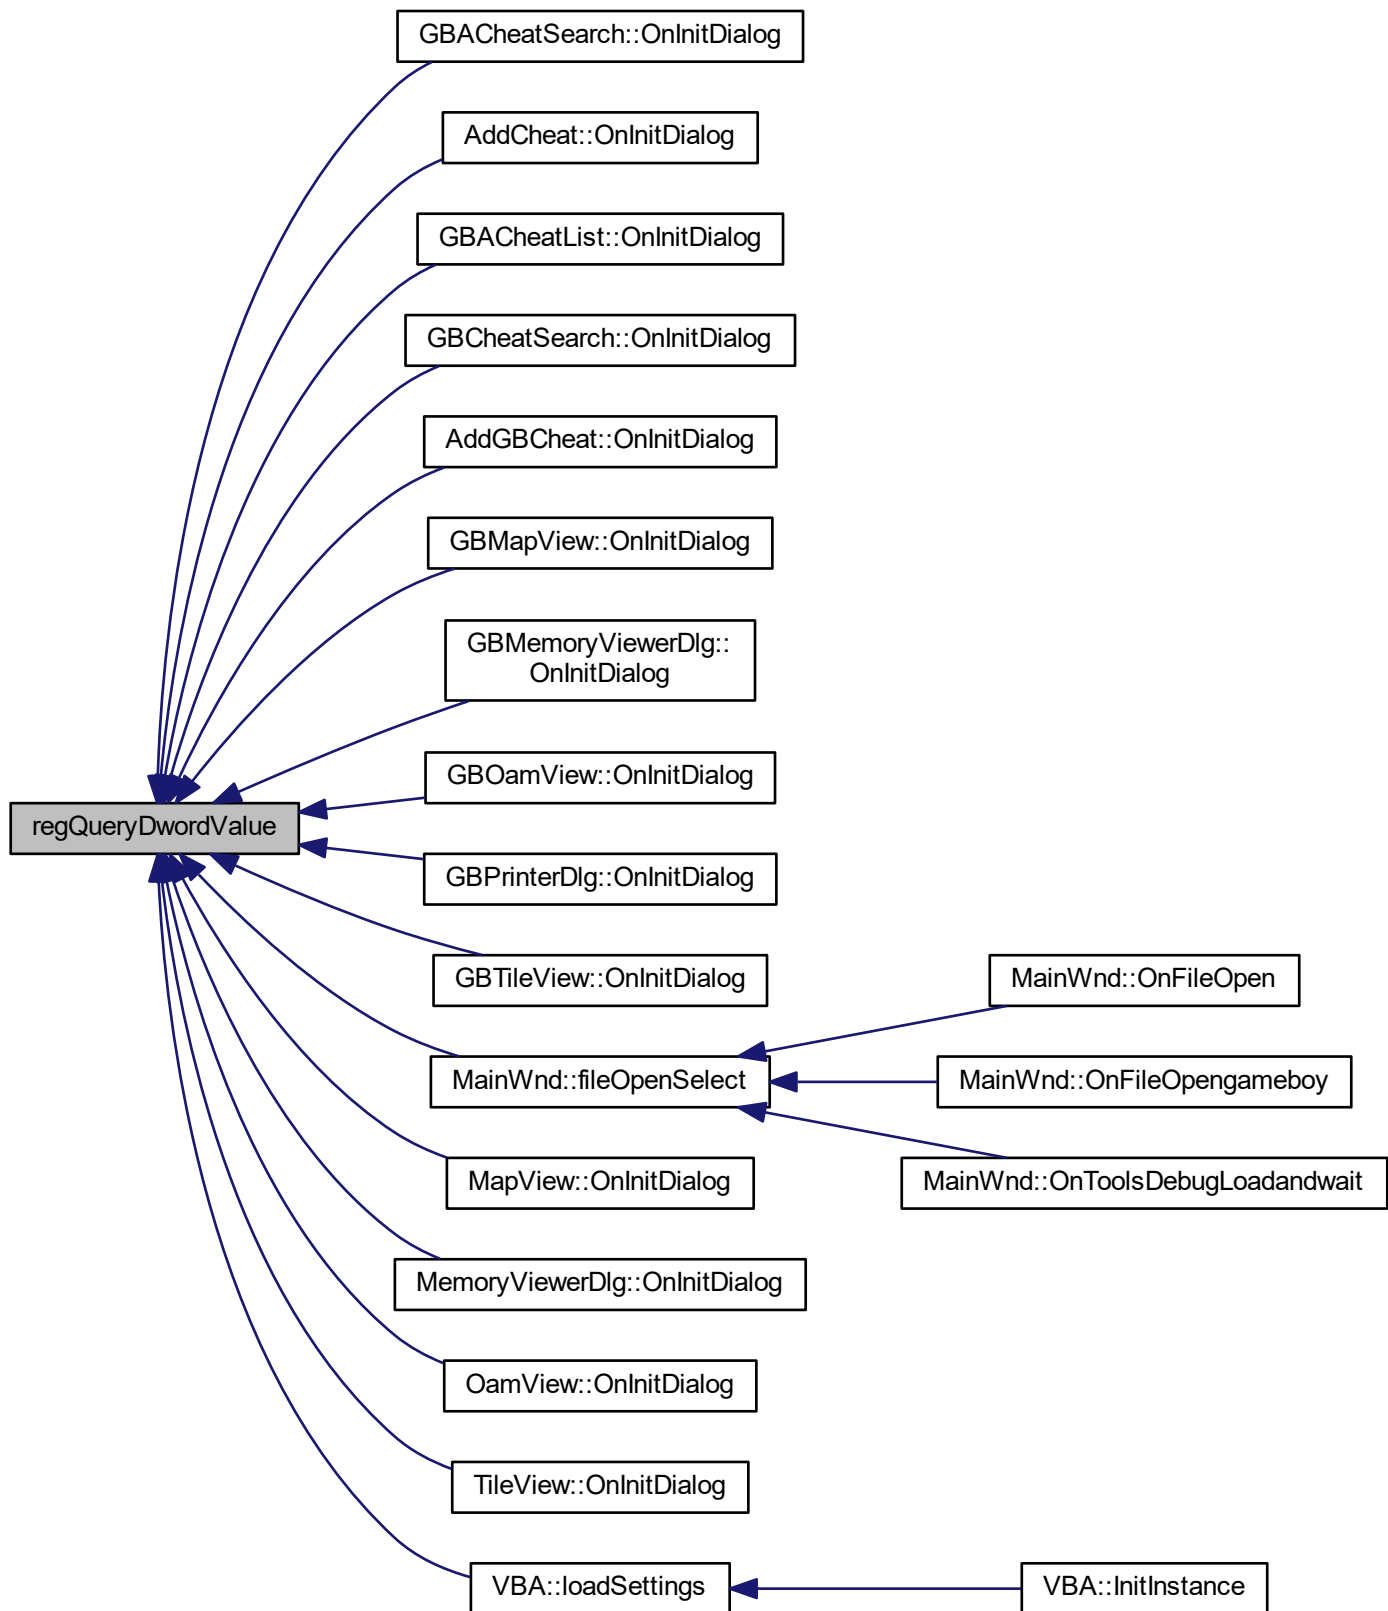 GBACheatSearch::OnInitDialog
AddCheat::OnInitDialog
GBACheatList::OnInitDialog
GBCheatSearch::OnInitDialog
AddGBCheat::OnInitDialog
GBMapView::OnInitDialog
GBMemoryViewerDlg::
OnInitDialog
GBOamView::OnInitDialog
regQueryDwordValue
GBPrinterDlg::OnInitDialog
GBTileView::OnInitDialog
MainWnd::OnFileOpen
MainWnd::fileOpenSelect
MainWnd::OnFileOpengameboy
MapView::OnInitDialog
MainWnd::OnToolsDebugLoadandwait
MemoryViewerDlg::OnInitDialog
OamView::OnInitDialog
TileView::OnInitDialog
VBA::loadSettings
VBA::InitInstance